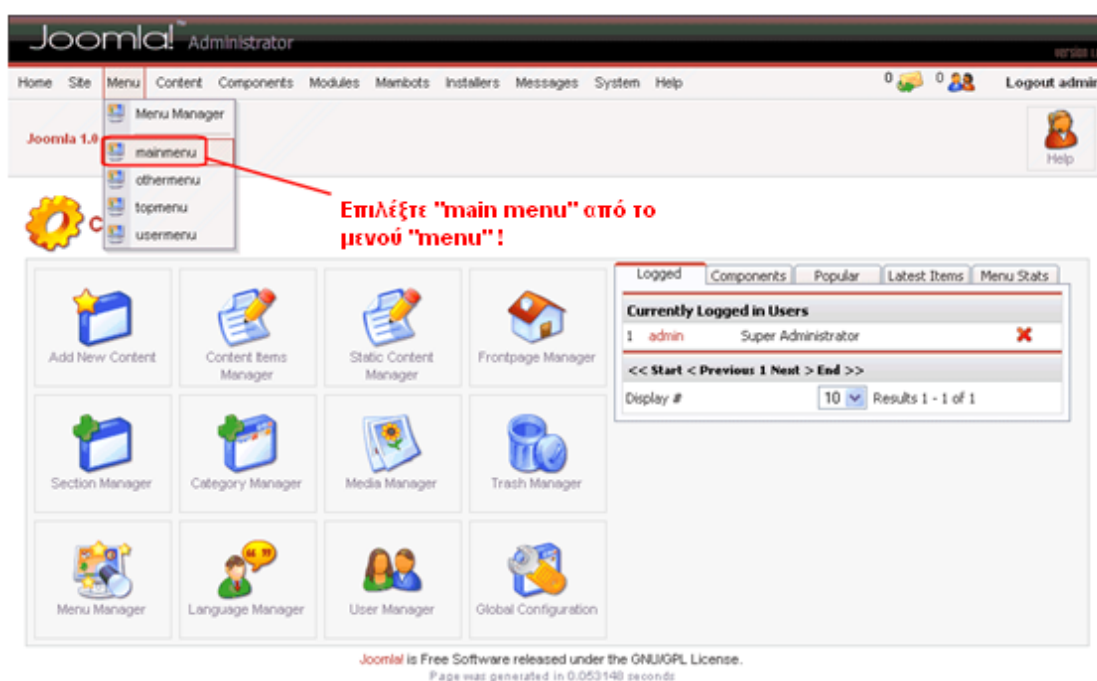 Joomla!™ Administrator
version
Home Site Menu Content Components Modules Mambots Installers Messages System Help 0 0 Logout admin
Menu Manager
Joomla 1.0
mainmenu
othermenu
topmenu
usermenu
Help
C
Επιλέξτε "main menu" από το
μενού "menu" !
Logged Components Popular Latest Items Menu Stats
Currently Logged in Users
1 admin Super Administrator
<< Start < Previous 1 Next > End >>
Display # 10 Results 1 - 1 of 1
Add New Content
Content Items
Manager
Static Content
Manager
Frontpage Manager
Section Manager
Category Manager
Media Manager
Trash Manager
Menu Manager
Language Manager
User Manager
Global Configuration
Joomla! is Free Software released under the GNU/GPL License.
Page was generated in 0.053148 seconds